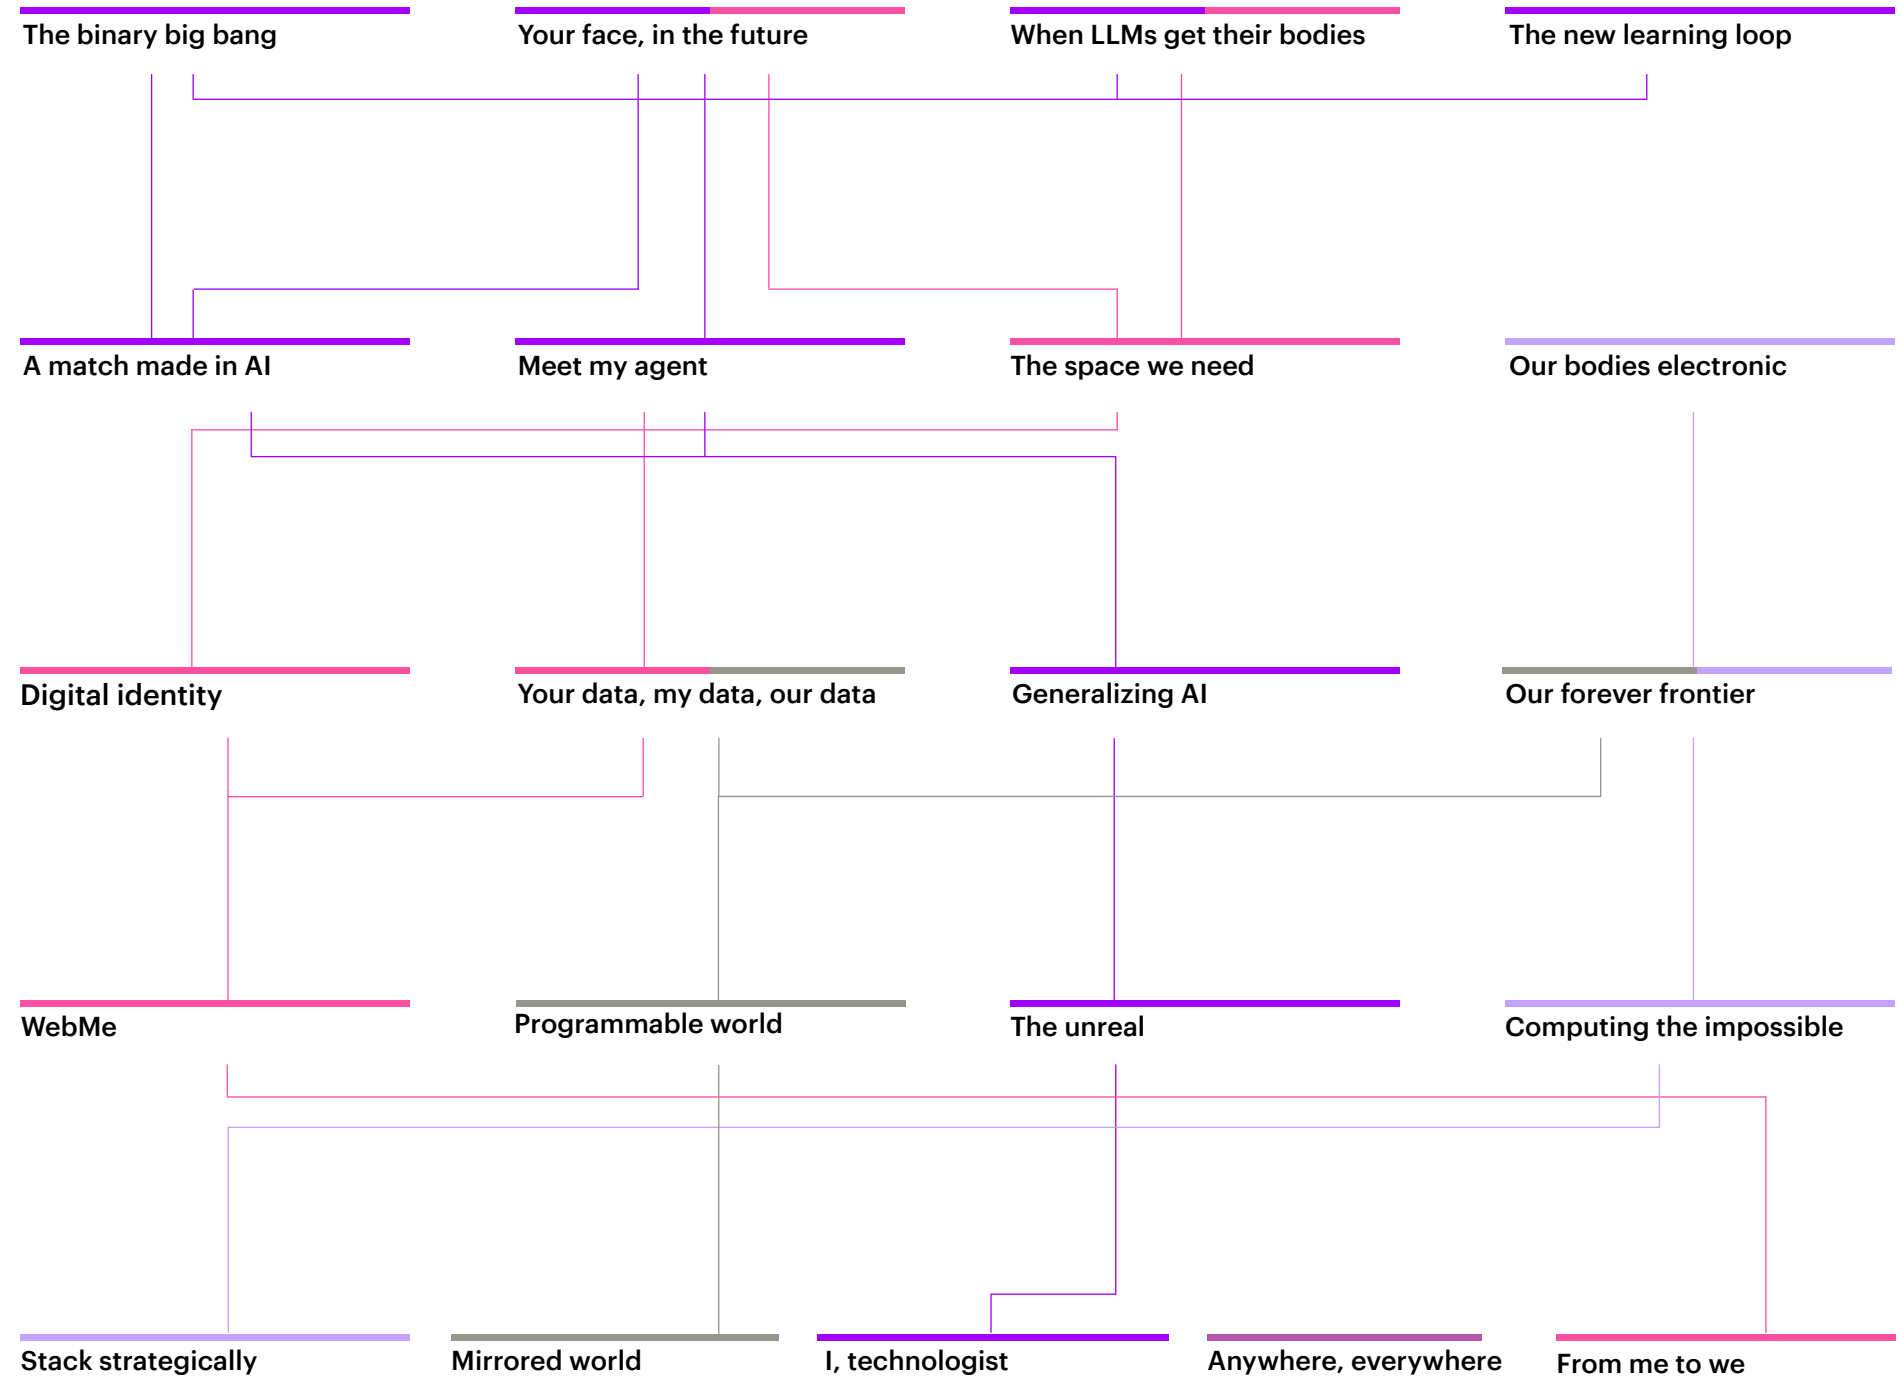 The binary big bang
Your face, in the future
When LLMs get their bodies
The new learning loop
A match made in AI
Meet my agent
The space we need
Our bodies electronic
Digital identity
Your data, my data, our data
Generalizing AI
Our forever frontier
WebMe
Programmable world
The unreal
Computing the impossible
Stack strategically
Mirrored world
I, technologist
Anywhere, everywhere
From me to we